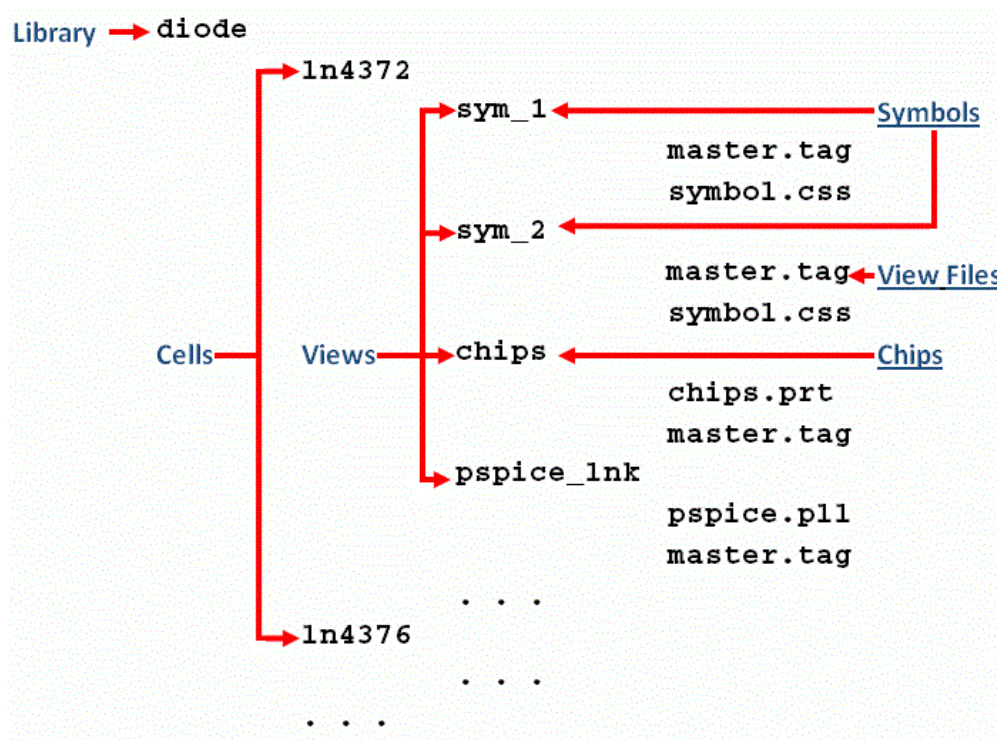 Library diode
1n4372
sym_1 Symbols
master.tag
symbol.css
sym_2
master.tag View Files
symbol.css
Cells Views chips Chips
chips.prt
master.tag
pspice_lnk
pspice.pll
master.tag
. . .
1n4376
. . .
. . .